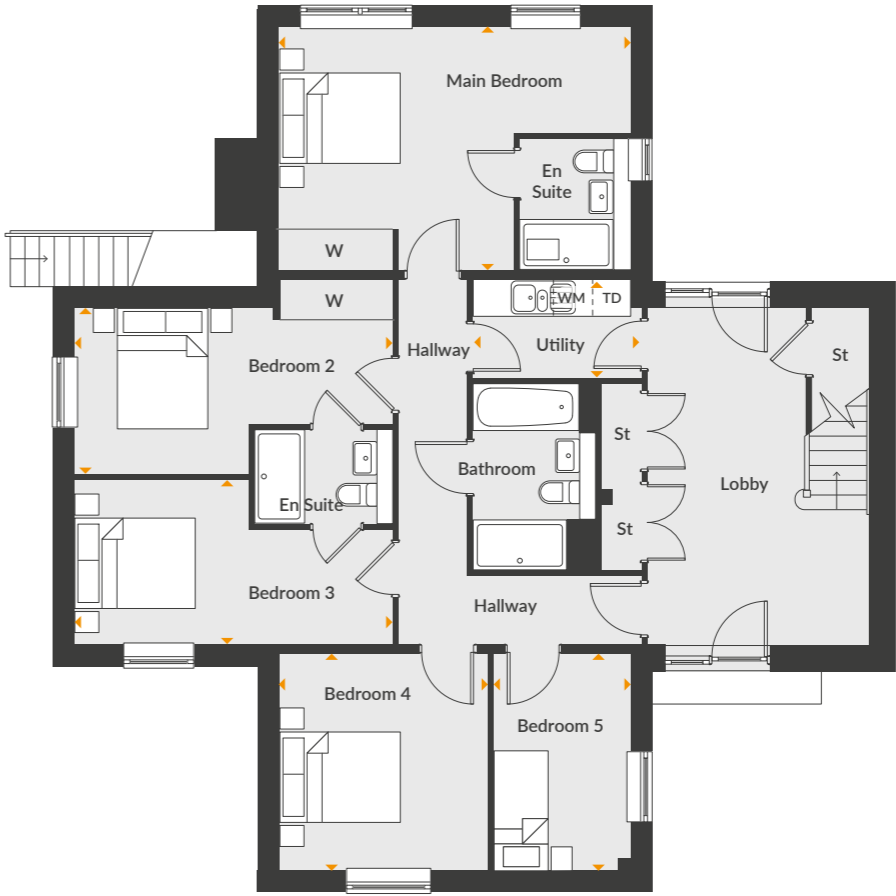 Main Bedroom
En
Suite
W
W
WM
TD
Hallway
Utility
St
Bedroom 2
St
Bathroom
Lobby
En Suite
St
Bedroom 3
Hallway
Bedroom 4
Bedroom 5